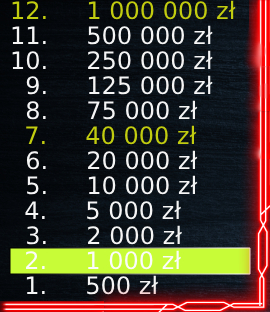 12. 1 000 000 zł
11. 500 000 zł
10. 250 000 zł
9. 125 000 zł
8. 75 000 zł
7. 40 000 zł
6. 20 000 zł
5. 10 000 zł
4. 5 000 zł
3. 2 000 zł
2. 1 000 zł
1. 500 zł